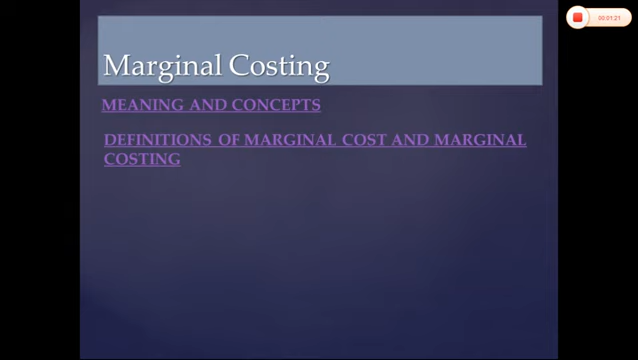 Marginal Costing
MEANING AND CONCEPTS
DEFINITIONS OF MARGINAL COST AND MARGINAL
COSTING
00:01:21